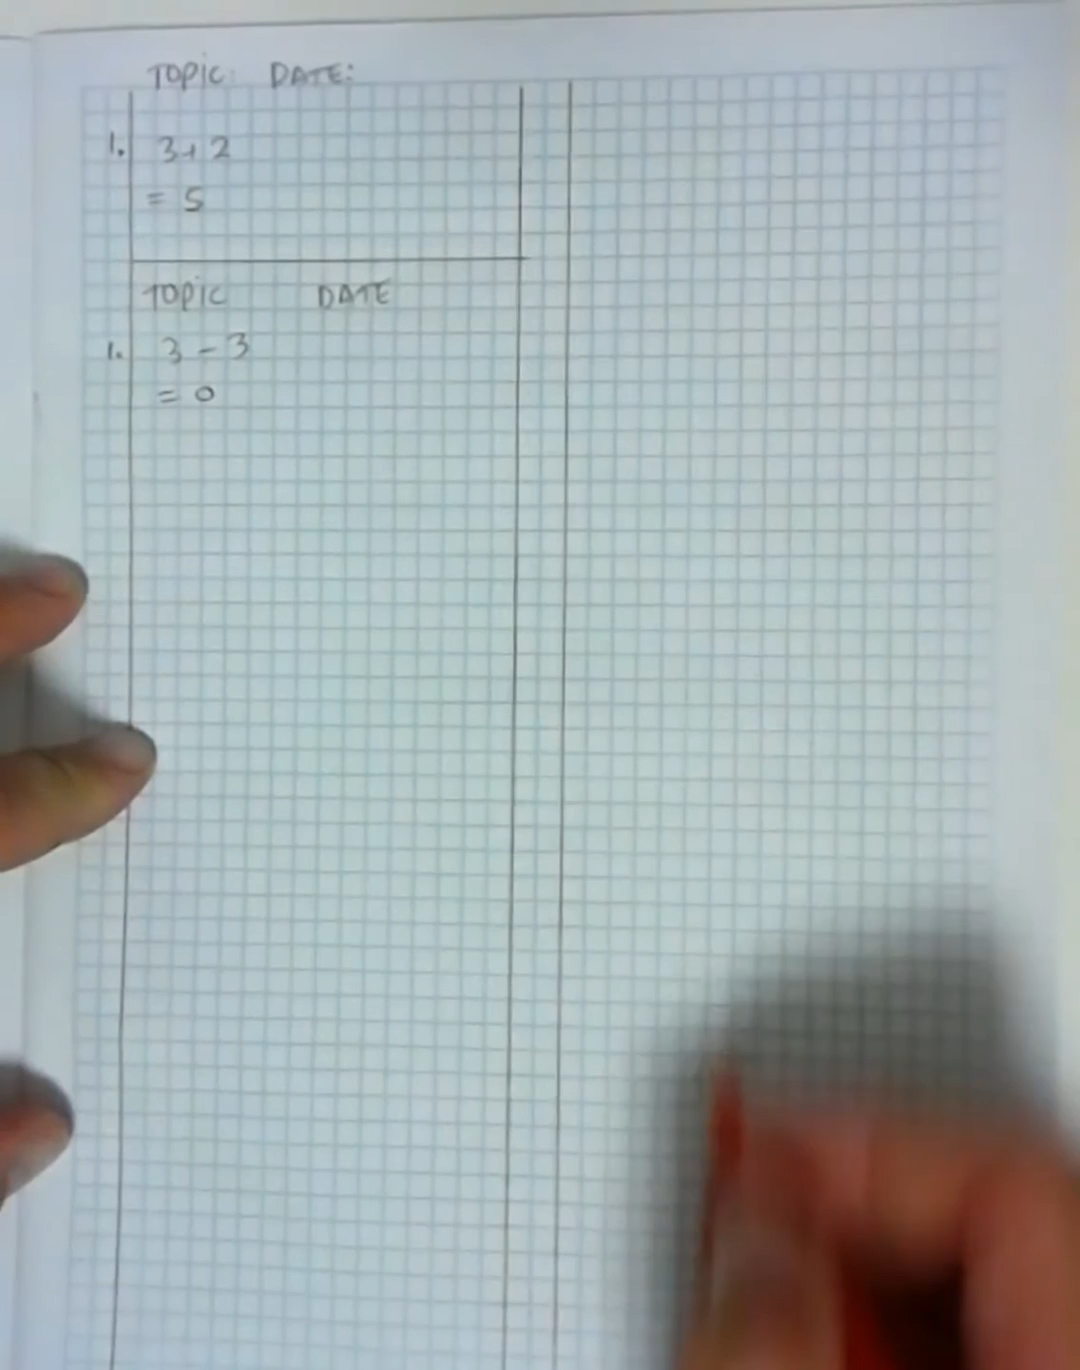 TOPIC: DATE:
1. 3+2
= 5
TOPIC DATE
1. 3-3
= 0